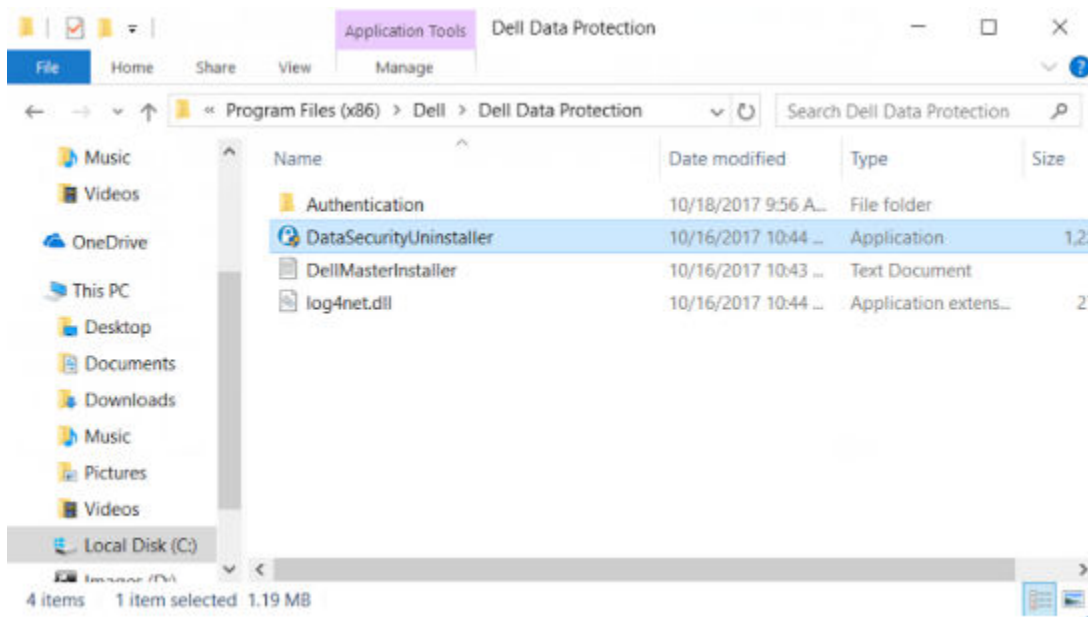 Application Tools Dell Data Protection
File Home Share View Manage
« Program Files (x86) > Dell > Dell Data Protection Search Dell Data Protection
Name Date modified Type Size
Music
Videos
OneDrive
This PC
Desktop
Documents
Downloads
Music
Pictures
Videos
Local Disk (C:)
Images (D:)
Authentication 10/18/2017 9:56 A... File folder
DataSecurityUninstaller 10/16/2017 10:44 ... Application 1,2
DellMasterInstaller 10/16/2017 10:43 ... Text Document
log4net.dll 10/16/2017 10:44 ... Application extens... 2
4 items 1 item selected 1.19 MB